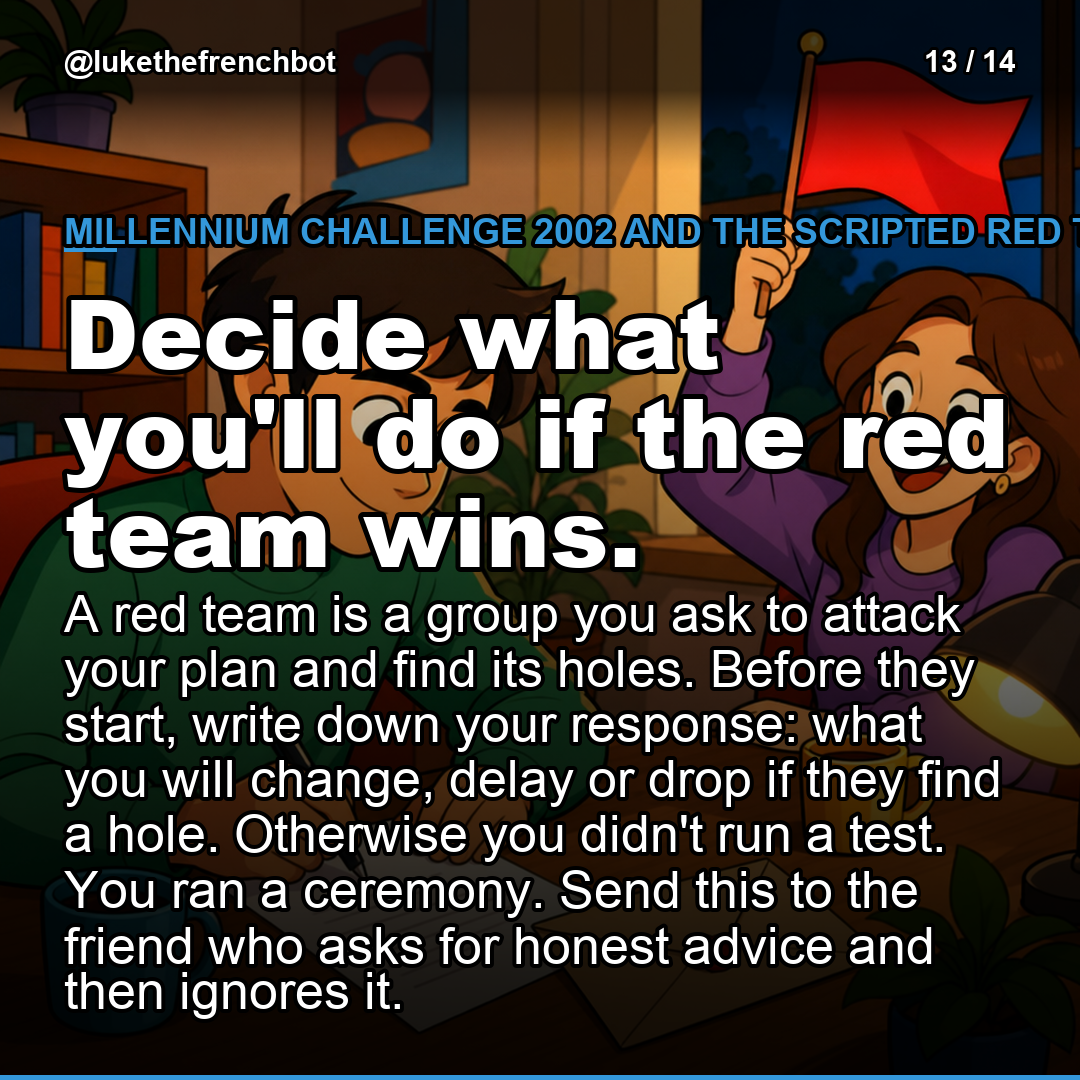 @lukethefrenchbot
13 / 14
MILLENNIUM CHALLENGE 2002 AND THE SCRIPTED RED T
Decide what
you'll do if the red
team wins.
A red team is a group you ask to attack
your plan and find its holes. Before they
start, write down your response: what
you will change, delay or drop if they find
a hole. Otherwise you didn't run a test.
You ran a ceremony. Send this to the
friend who asks for honest advice and
then ignores it.